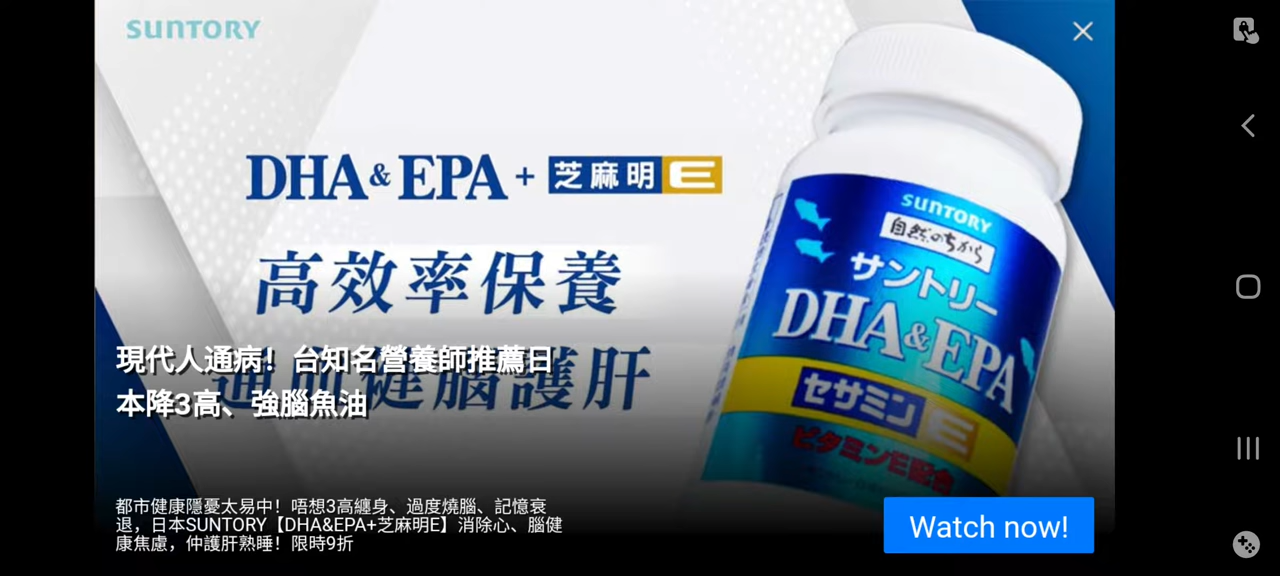 SUNTORY
DHA & EPA + 芝麻明 E
高效率保養
通血健腦護肝
現代人通病！台知名營養師推薦日
本降3高、強腦魚油
SUNTORY
自然のちから
サントリー
DHA & EPA
セサミンE
ビタミンE配合
都市健康隱憂太易中！唔想3高纏身、過度燒腦、記憶衰
退，日本SUNTORY【DHA&EPA+芝麻明E】消除心、腦健
康焦慮，仲護肝熟睡！限時9折
Watch now!